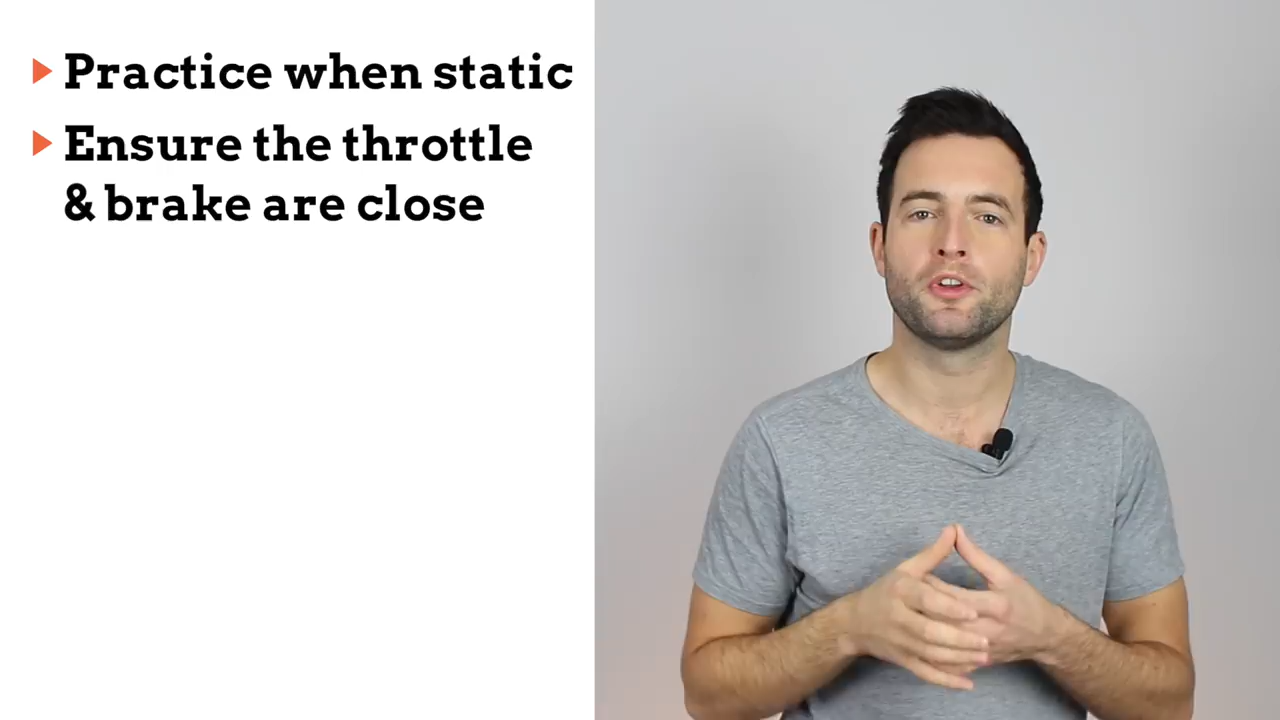 Practice when static
Ensure the throttle
& brake are close